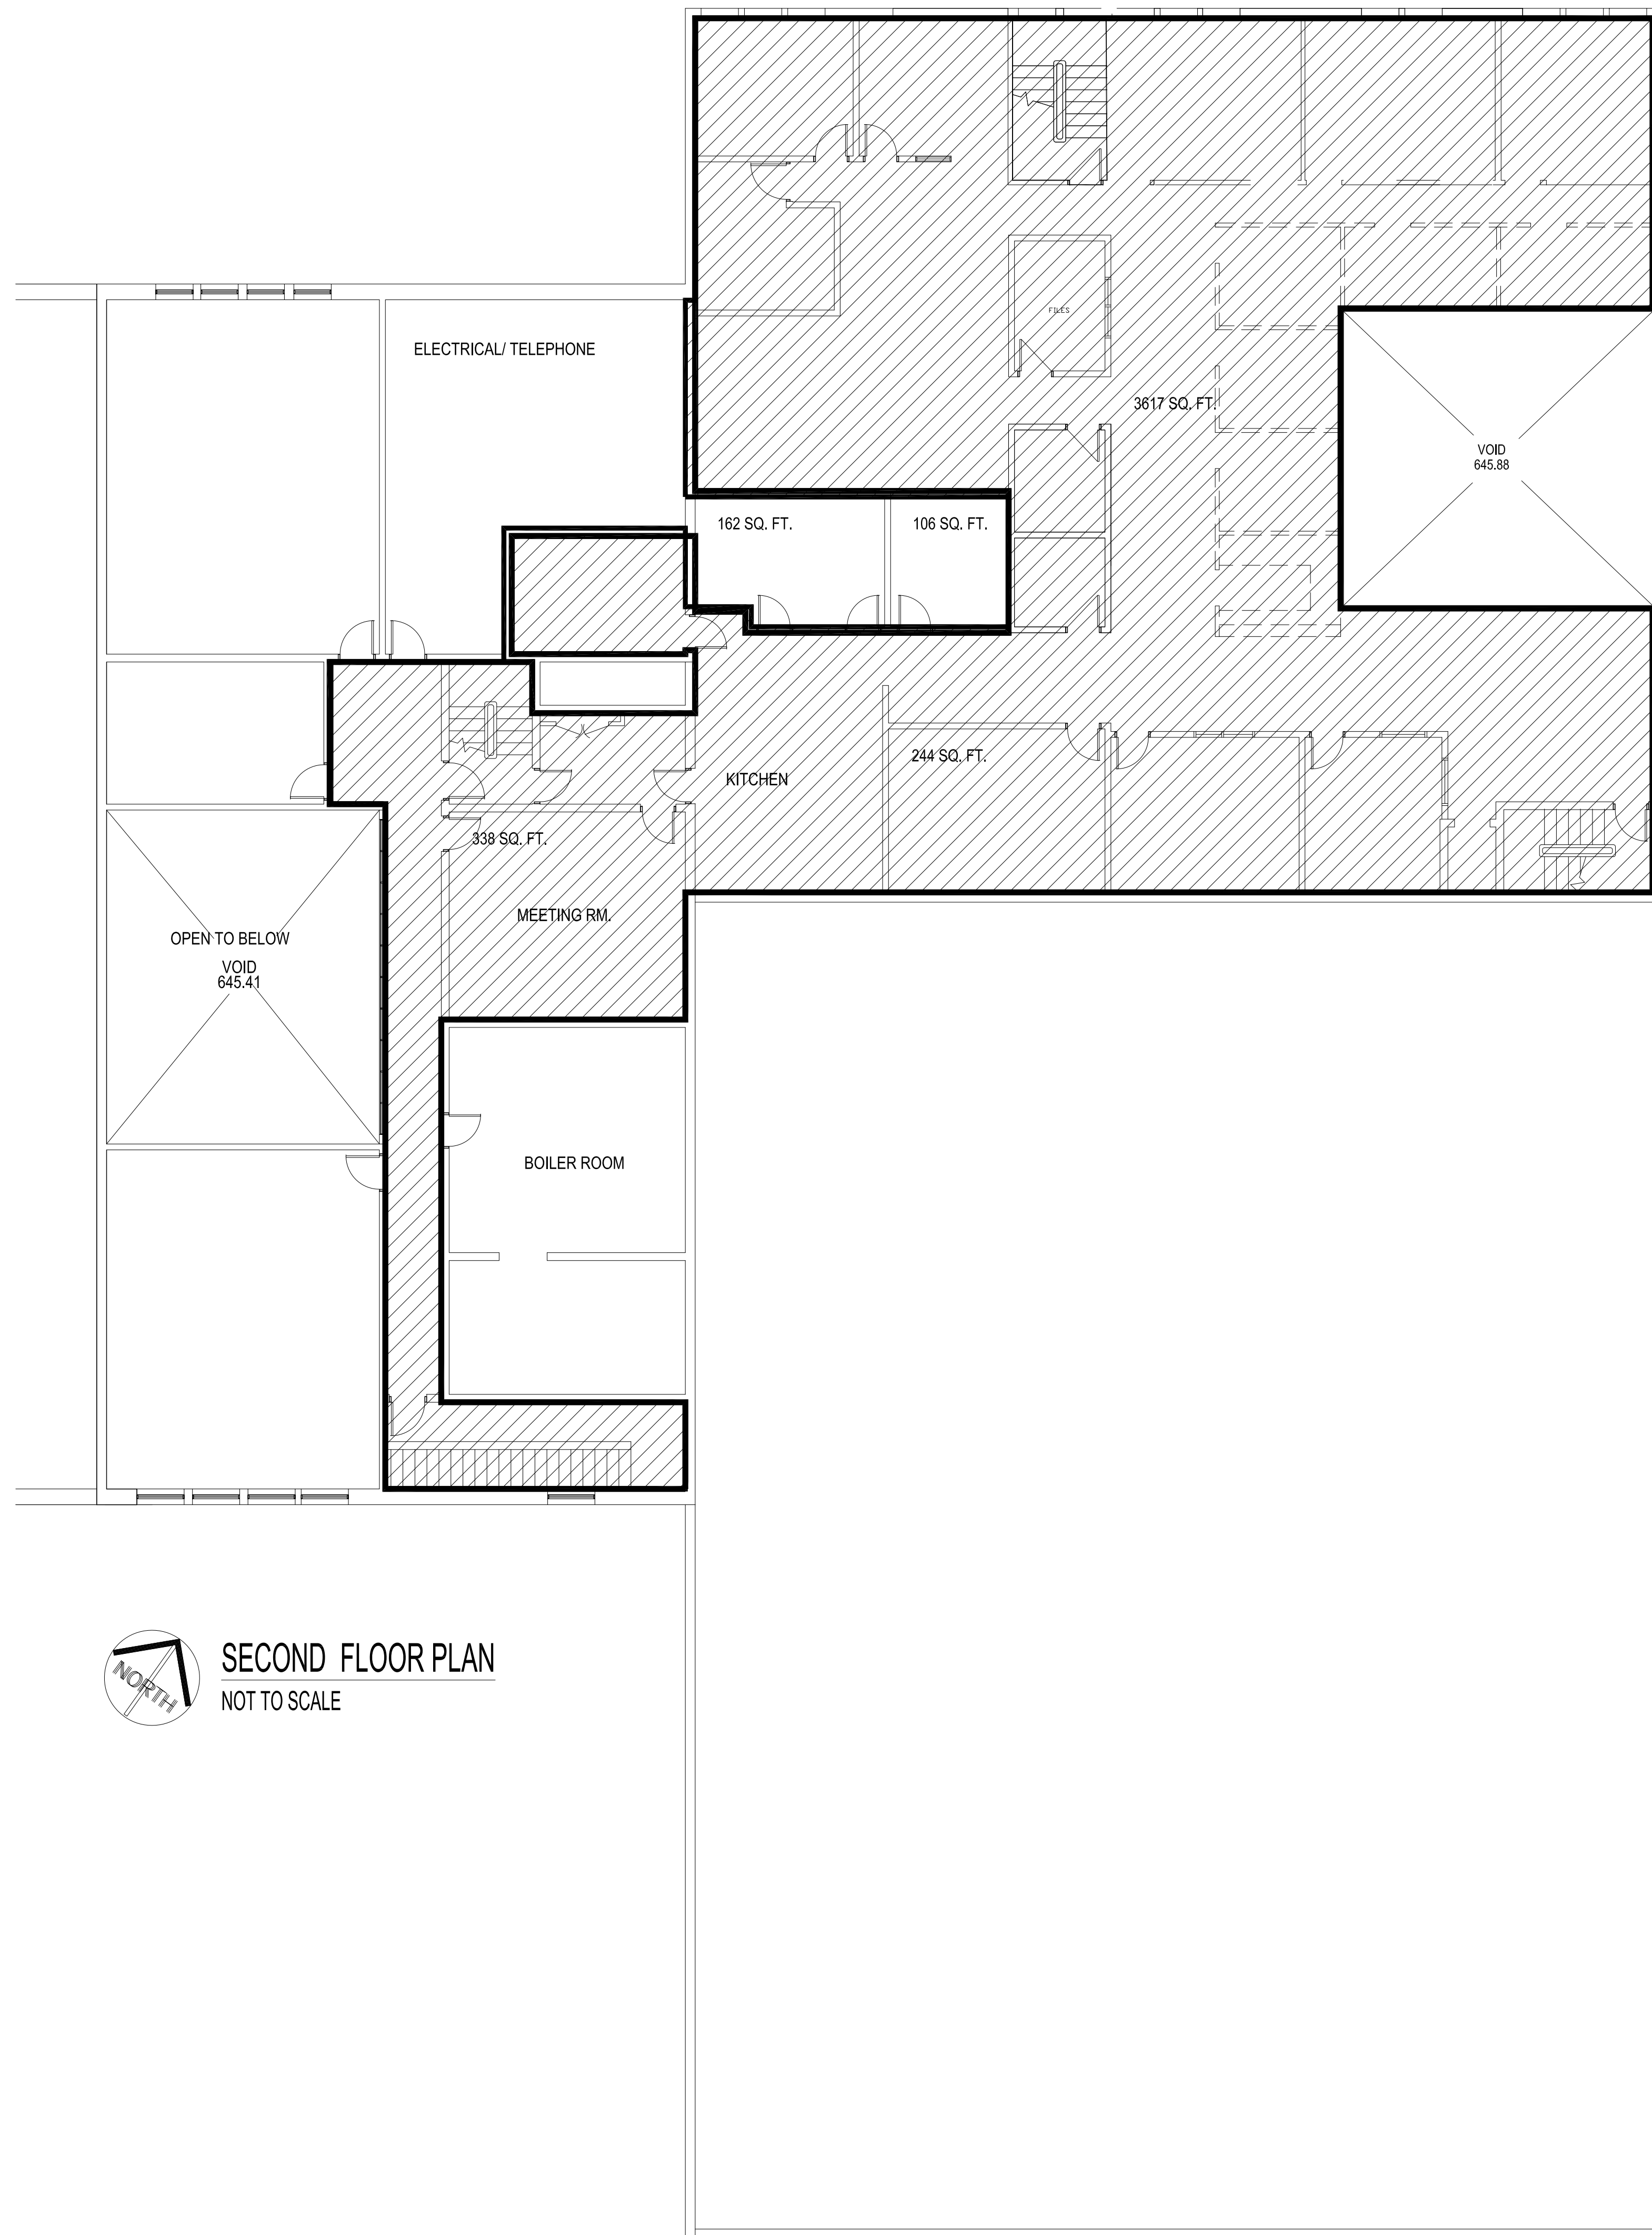 FILES
ELECTRICAL/ TELEPHONE
3617 SQ. FT.
VOID
645.88
162 SQ. FT.
106 SQ. FT.
244 SQ. FT.
KITCHEN
338 SQ. FT.
MEETING RM.
OPEN TO BELOW
VOID
645.41
BOILER ROOM
NORTH
SECOND FLOOR PLAN
NOT TO SCALE